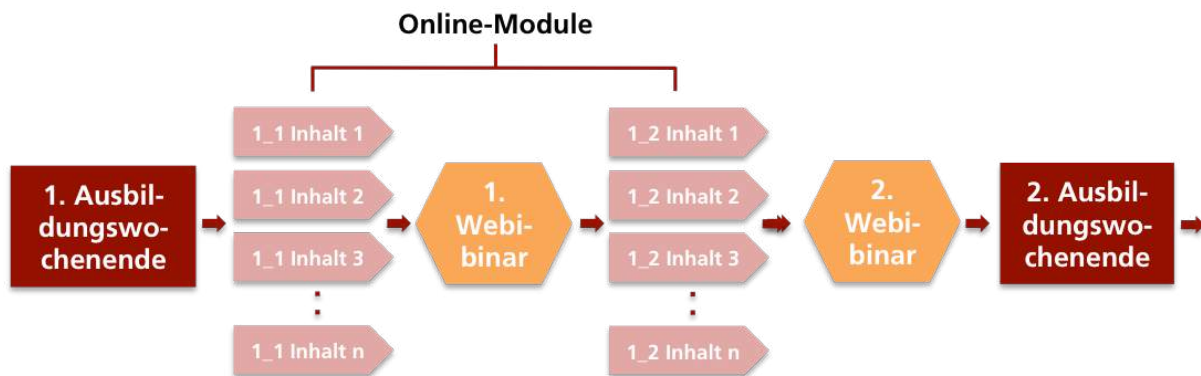 Online-Module
1. Ausbil-
dungswo-
chenende
1_1 Inhalt 1
1_1 Inhalt 2
1_1 Inhalt 3
1_1 Inhalt n
1.
Webi-
binar
1_2 Inhalt 1
1_2 Inhalt 2
1_2 Inhalt 3
1_2 Inhalt n
2.
Webi-
binar
2. Ausbil-
dungswo-
chenende